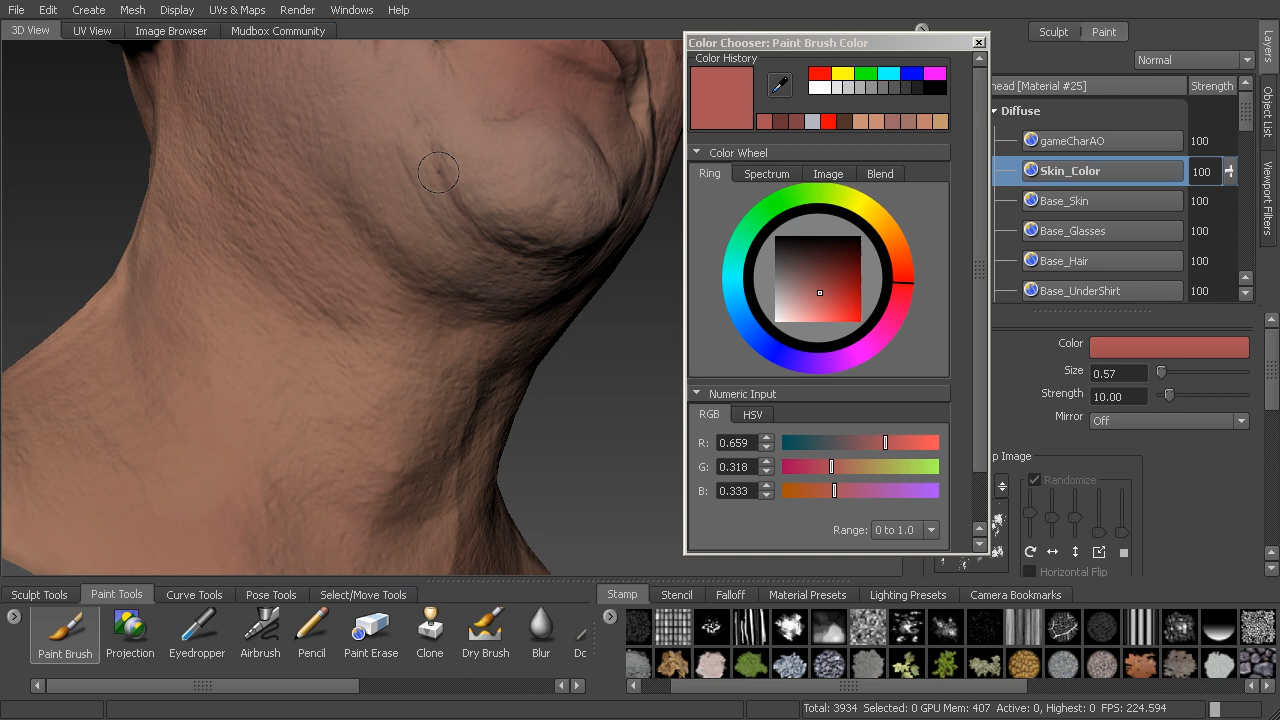 File Edit Create Mesh Display UVs & Maps Render Windows Help
3D View UV View Image Browser Mudbox Community
Sculpt Paint
Normal
Layers
Object List
Viewport Filters
head [Material #25] Strength
Diffuse
gameCharAO 100
Skin_Color 100
Base_Skin 100
Base_Glasses 100
Base_Hair 100
Base_UnderShirt 100
Color Chooser: Paint Brush Color
Color History
Color Wheel
Ring Spectrum Image Blend
Numeric Input
RGB HSV
R: 0.659
G: 0.318
B: 0.333
Range: 0 to 1.0
Color
Size 0.57
Strength 10.00
Mirror Off
p Image
Randomize
Horizontal Flip
Sculpt Tools Paint Tools Curve Tools Pose Tools Select/Move Tools
Paint Brush Projection Eyedropper Airbrush Pencil Paint Erase Clone Dry Brush Blur Do
Stamp Stencil Falloff Material Presets Lighting Presets Camera Bookmarks
Total: 3934 Selected: 0 GPU Mem: 407 Active: 0, Highest: 0 FPS: 224.594